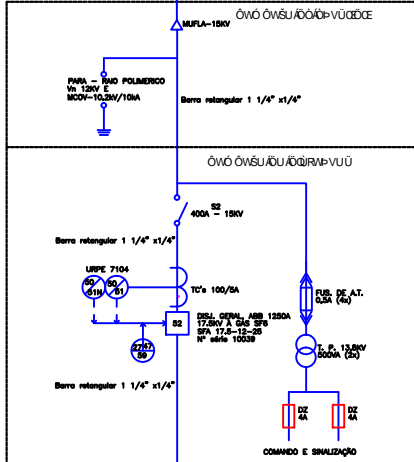 MUFLA-15KV
PARA - RAIO POLIMERICO
Vn 12KV E
MCOV-10,2kV/10kA
Barra retangular 1 1/4" x1/4"
S2
400A - 15KV
Barra retangular 1 1/4" x1/4"
URPE 7104
50
51N
50
51
TC's 100/5A
FUS. DE A.T.
0,5A (4x)
52
DISJ. GERAL, ABB 1250A
17.5KV À GAS SF6
SFA 17.5-12-25
N° série 10039
27 47
59
T. P. 13,8KV
500VA (2x)
Barra retangular 1 1/4" x1/4"
DZ
4A
DZ
4A
COMANDO E SINALIZAÇÃO